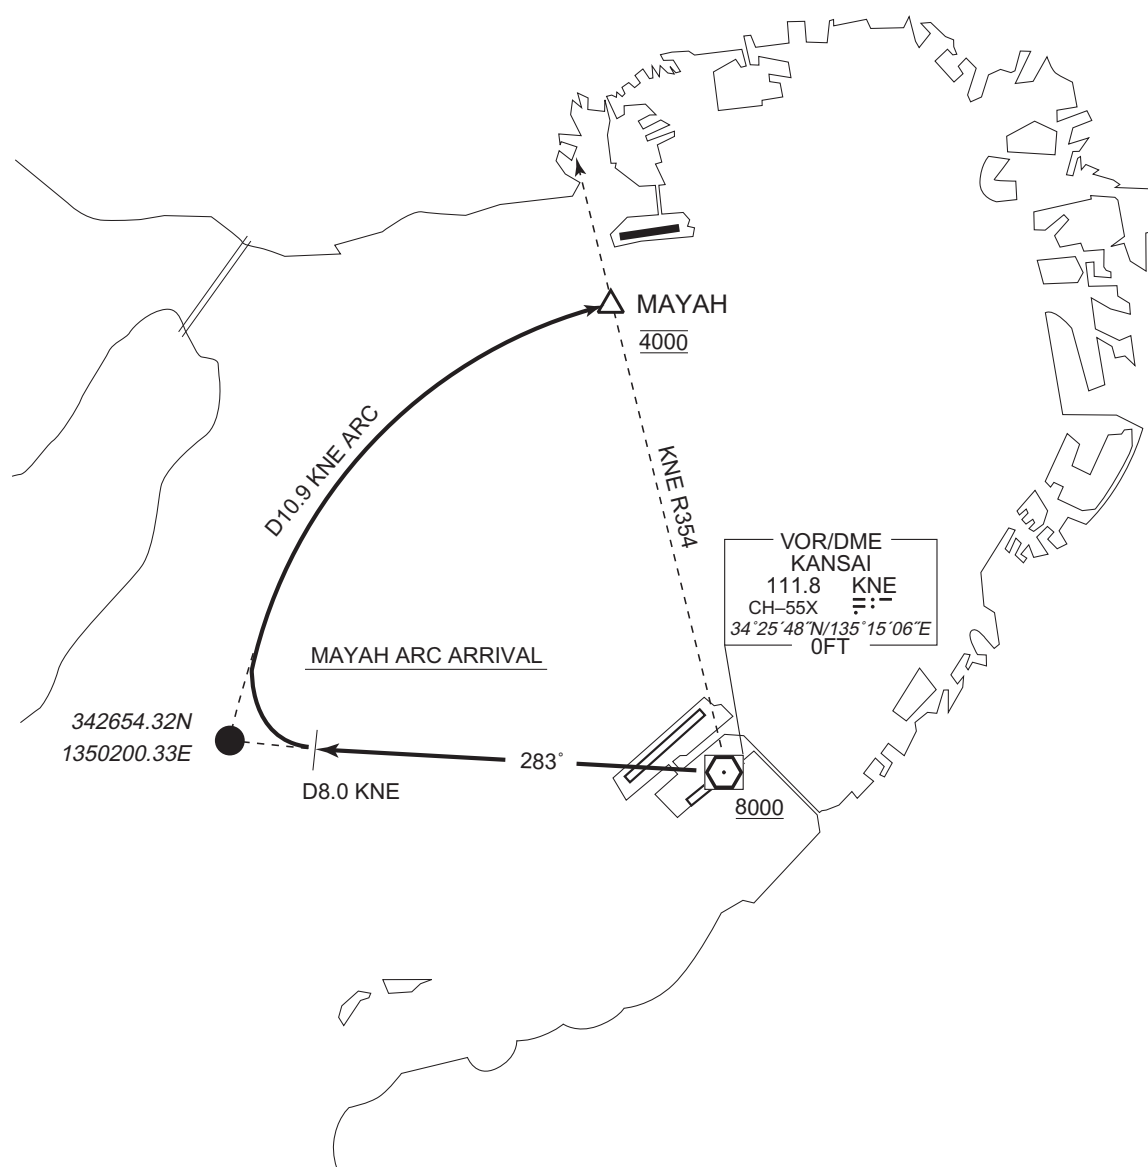 MAYAH
4000
D10.9 KNE ARC
KNE R354
VOR/DME
KANSAI
111.8 KNE
CH–55X
34°25´48˝N/135°15´06˝E
0FT
MAYAH ARC ARRIVAL
342654.32N
1350200.33E
283°
D8.0 KNE
8000